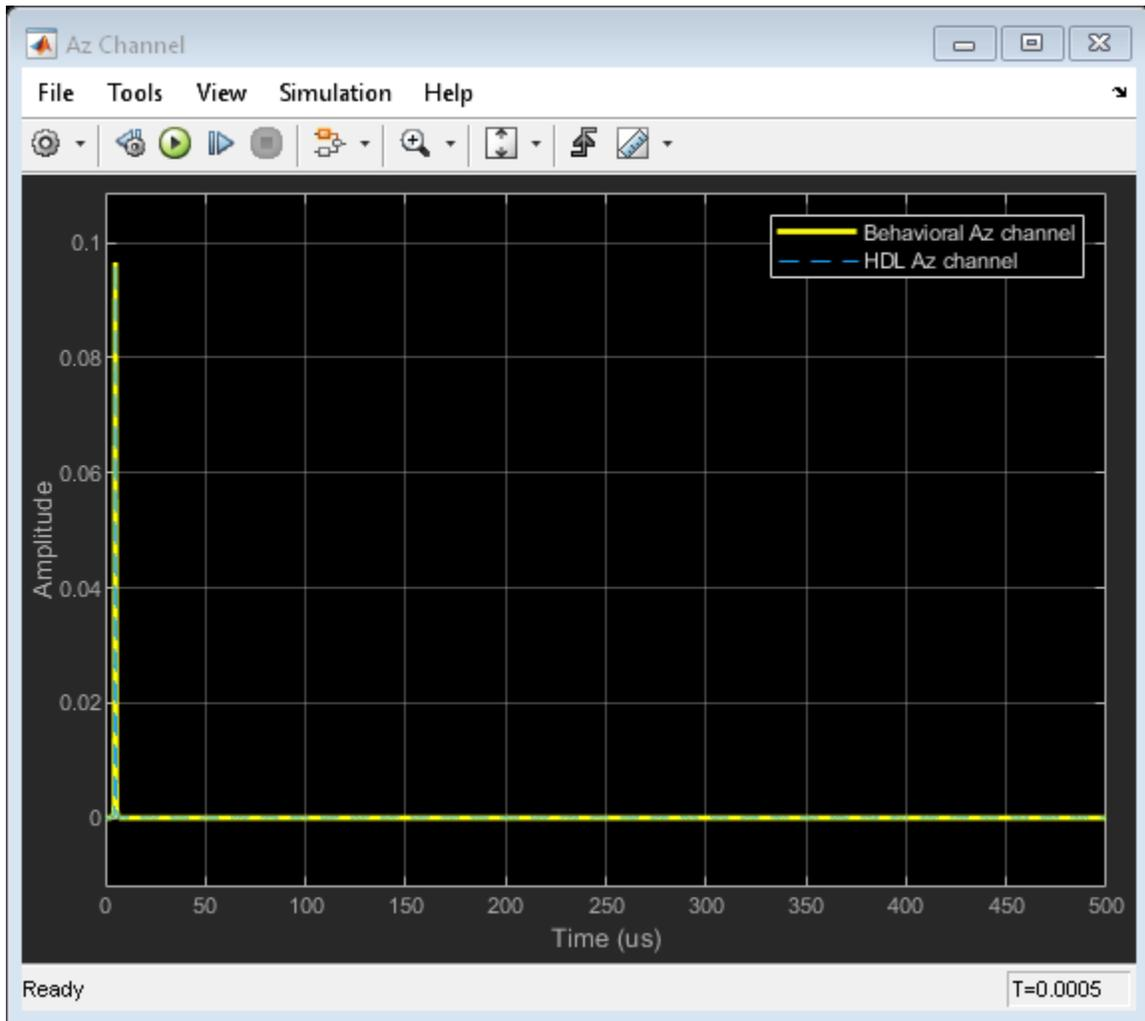 Az Channel
File Tools View Simulation Help
Behavioral Az channel
HDL Az channel
0.1
0.08
0.06
0.04
0.02
0
Amplitude
0 50 100 150 200 250 300 350 400 450 500
Time (us)
Ready T=0.0005